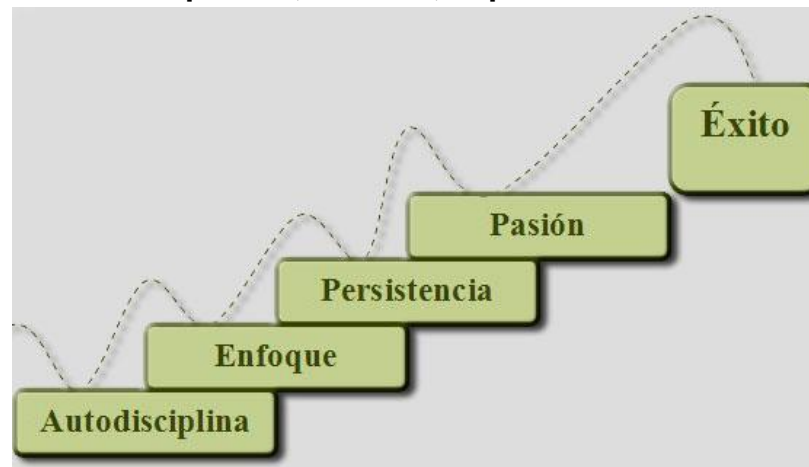 Éxito
Pasión
Persistencia
Enfoque
Autodisciplina